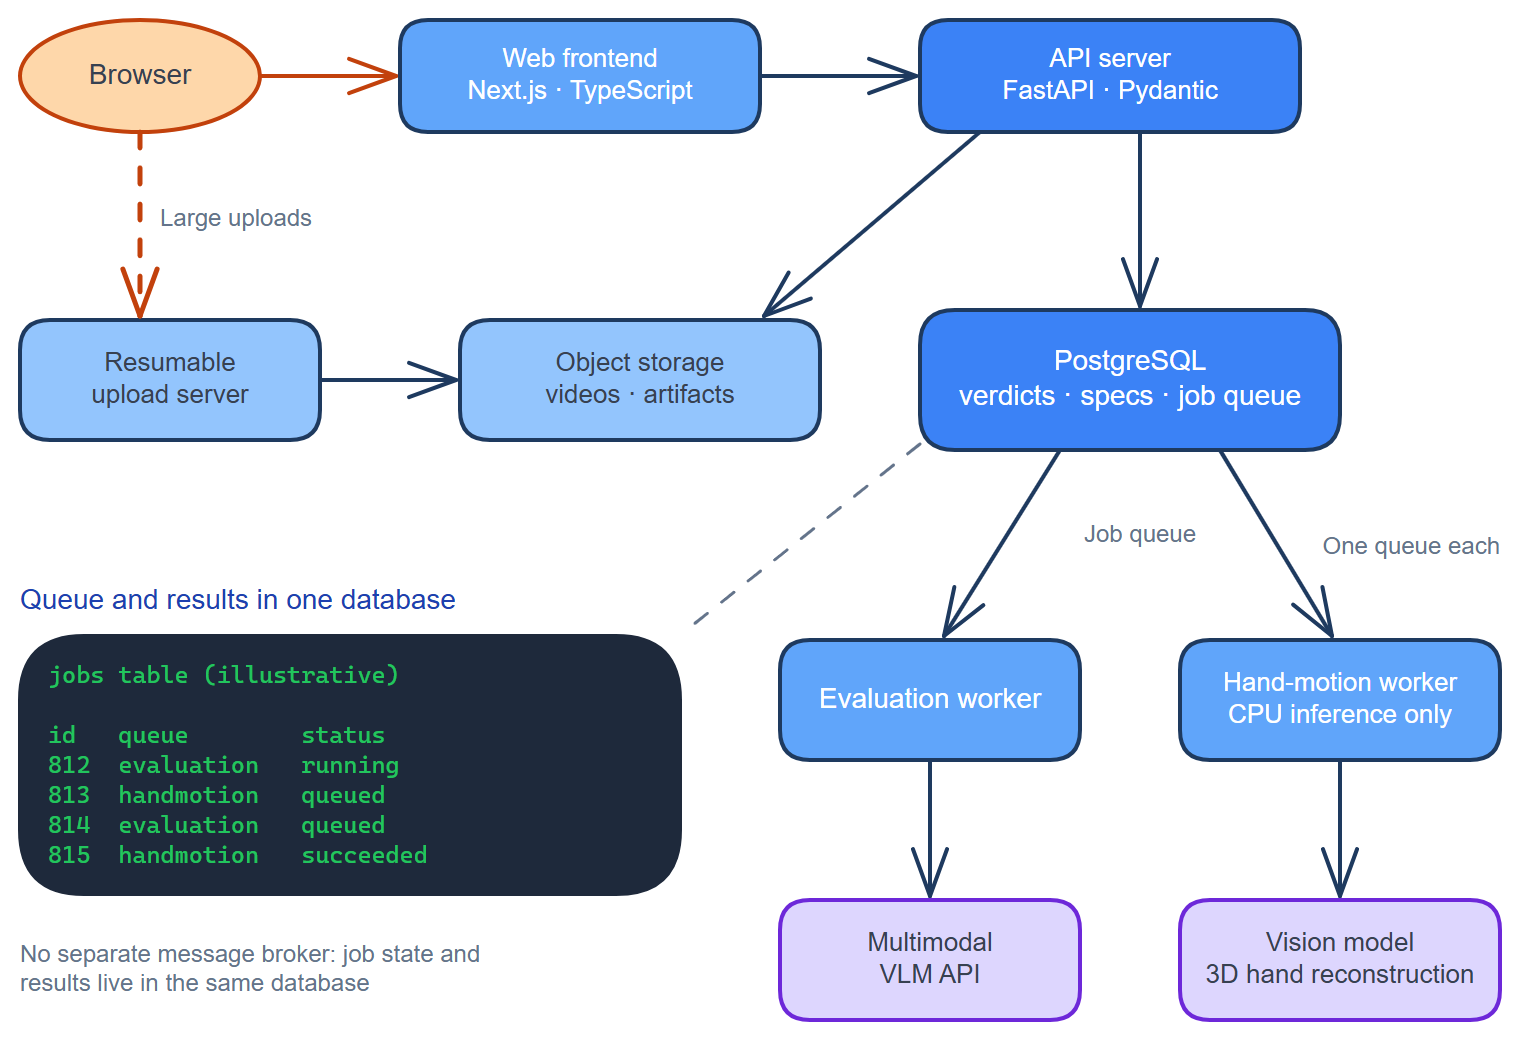 Browser
Web frontend
Next.js · TypeScript
API server
FastAPI · Pydantic
Large uploads
Resumable
upload server
Object storage
videos · artifacts
PostgreSQL
verdicts · specs · job queue
Job queue
One queue each
Queue and results in one database
jobs table (illustrative)
id queue status
812 evaluation running
813 handmotion queued
814 evaluation queued
815 handmotion succeeded
Evaluation worker
Hand-motion worker
CPU inference only
No separate message broker: job state and
results live in the same database
Multimodal
VLM API
Vision model
3D hand reconstruction